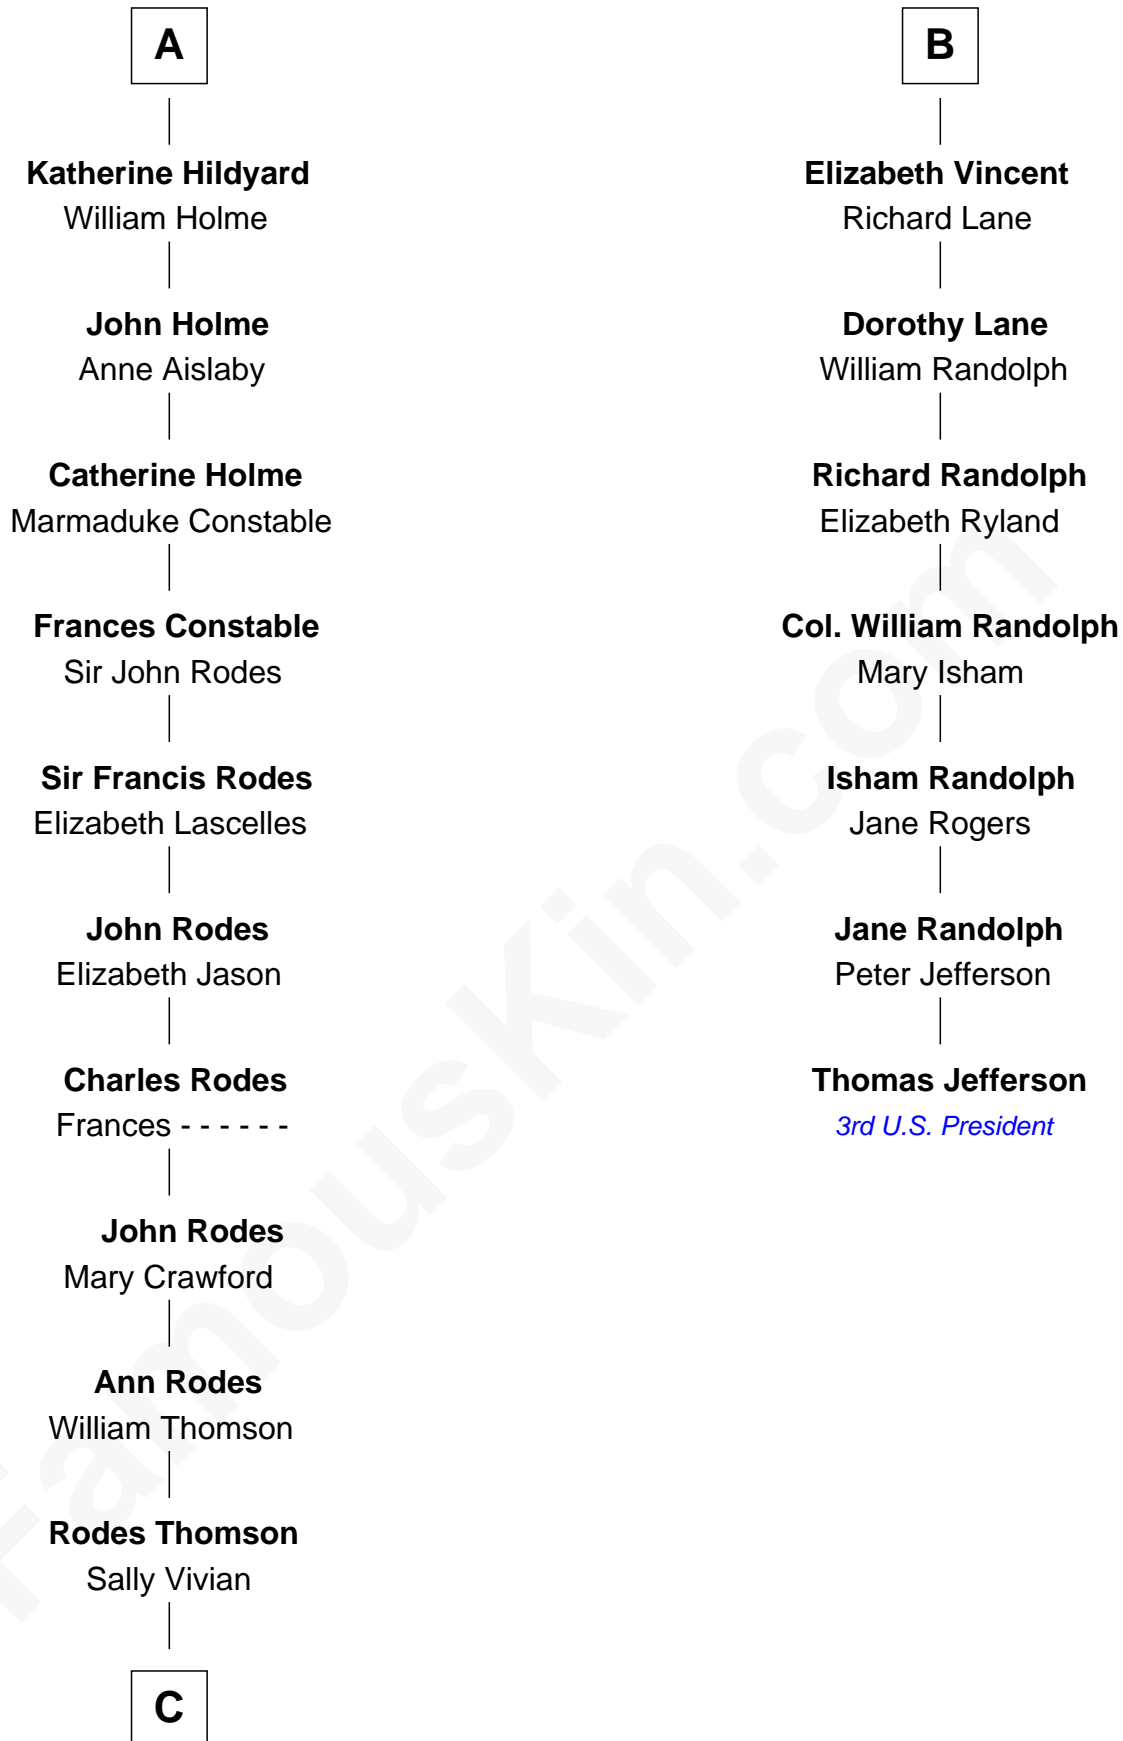 A
Katherine Hildyard
William Holme
John Holme
Anne Aislaby
Catherine Holme
Marmaduke Constable
Frances Constable
Sir John Rodes
Sir Francis Rodes
Elizabeth Lascelles
John Rodes
Elizabeth Jason
Charles Rodes
Frances - - - - - -
John Rodes
Mary Crawford
Ann Rodes
William Thomson
Rodes Thomson
Sally Vivian
C
B
Elizabeth Vincent
Richard Lane
Dorothy Lane
William Randolph
Richard Randolph
Elizabeth Ryland
Col. William Randolph
Mary Isham
Isham Randolph
Jane Rogers
Jane Randolph
Peter Jefferson
Thomas Jefferson
3rd U.S. President
FamousKin.com